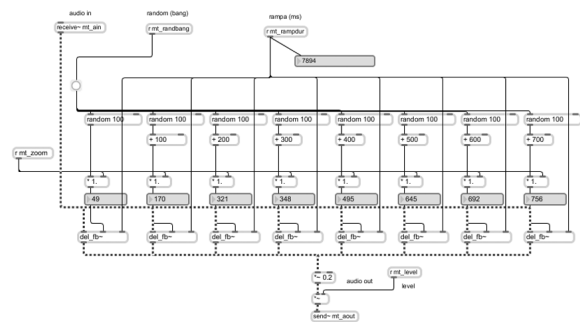 audio in
random (bang)
rampa (ms)
receive~ mt_ain
r mt_randbang
r mt_rampdur
7894
random 100 random 100 random 100 random 100 random 100 random 100 random 100 random 100
+ 100 + 200 + 300 + 400 + 500 + 600 + 700
r mt_zoom
* 1. * 1. * 1. * 1. * 1. * 1. * 1. * 1.
49 170 321 348 495 645 692 756
del_fb~ del_fb~ del_fb~ del_fb~ del_fb~ del_fb~ del_fb~ del_fb~
*~ 0.2
audio out
r mt_level
level
*~
send~ mt_aout